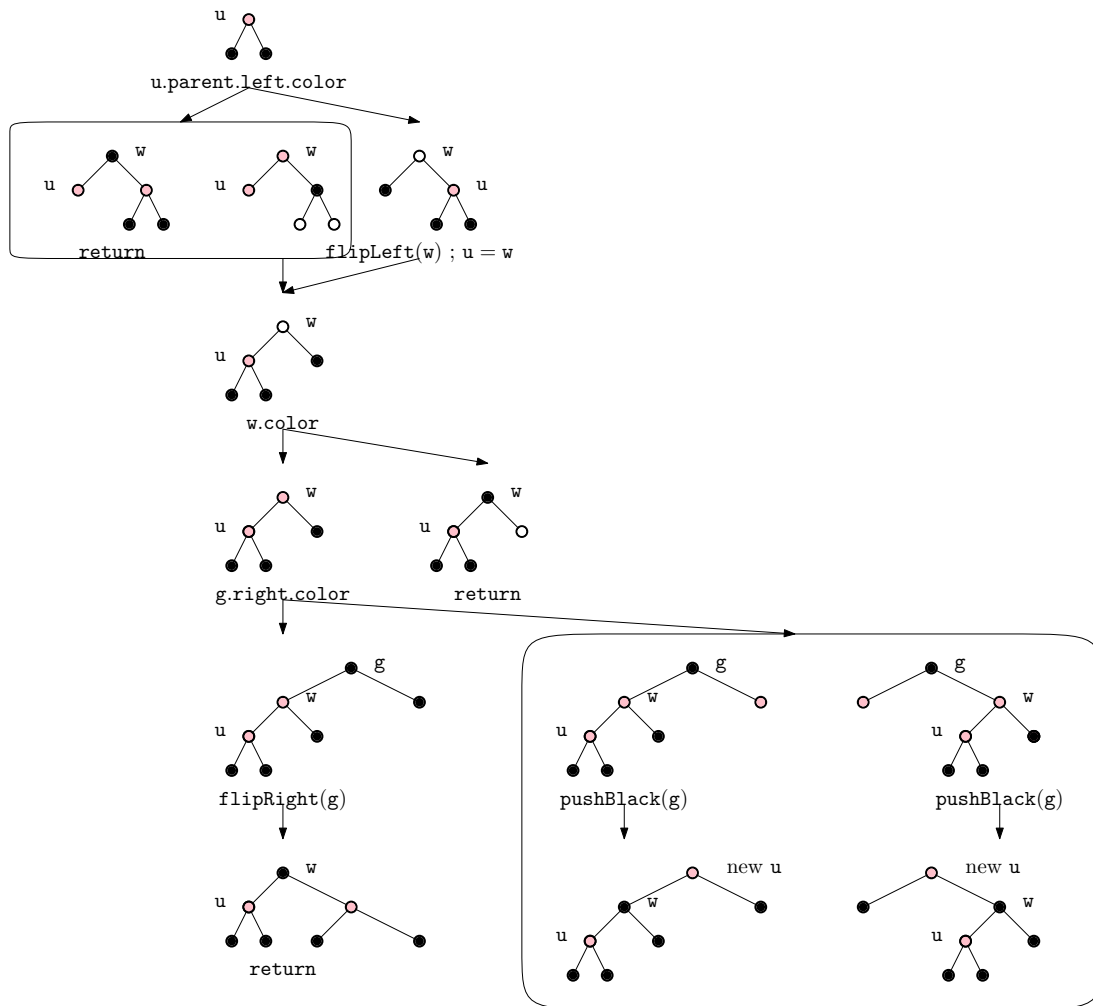 u
u.parent.left.color
w w w
u u u
return flipLeft(w) ; u = w
w
u
w.color
w w
u u
g.right.color return
g g g
w w w
u u u
flipRight(g) pushBlack(g) pushBlack(g)
w new u new u
u w w
u u
return